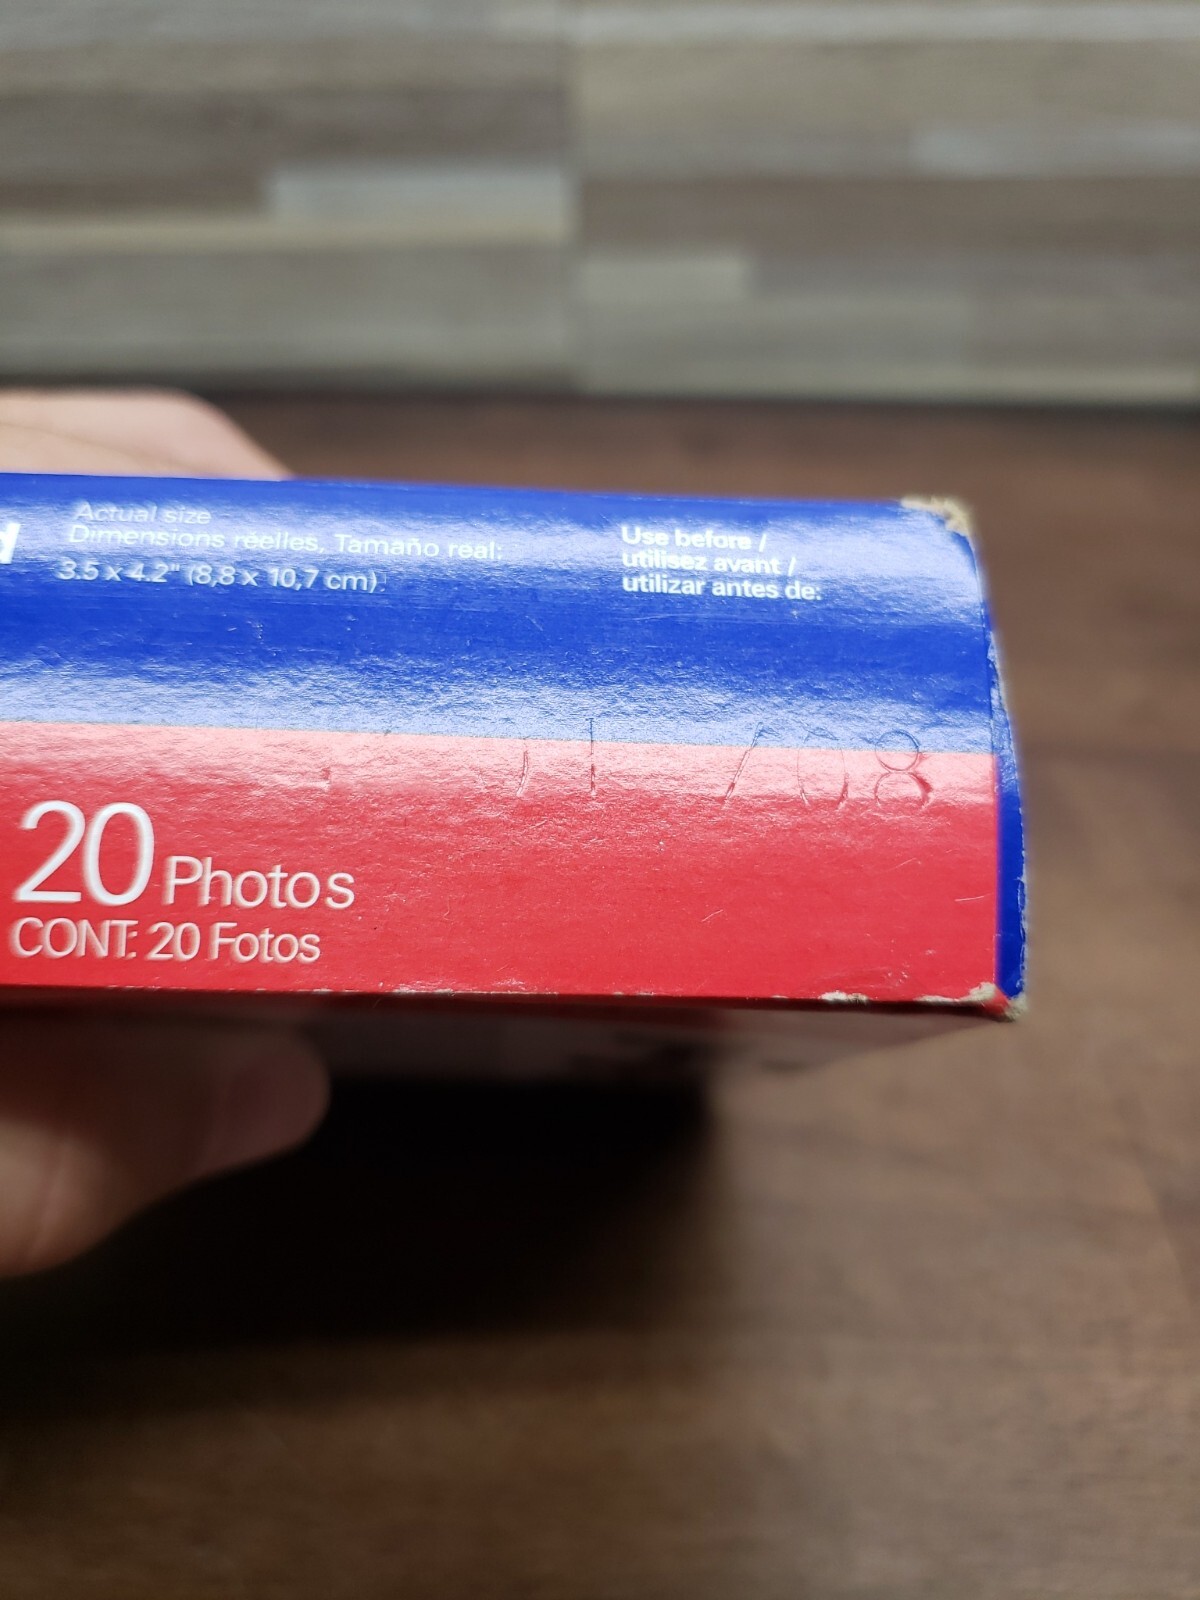 Actual size
Dimensions réelles, Tamaño real:
3.5 x 4.2" (8,8 x 10,7 cm).
Use before /
utilisez avant /
utilizar antes de:
11 /08
20 Photos
CONT: 20 Fotos